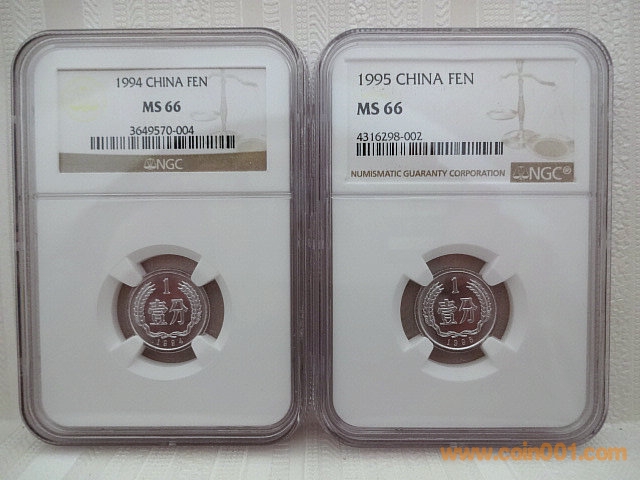 1994 CHINA FEN
MS 66
3649570-004
NGC
1
壹分
1994
1995 CHINA FEN
MS 66
4316298-002
NUMISMATIC GUARANTY CORPORATION NGC®
1
壹分
www.coin001.com